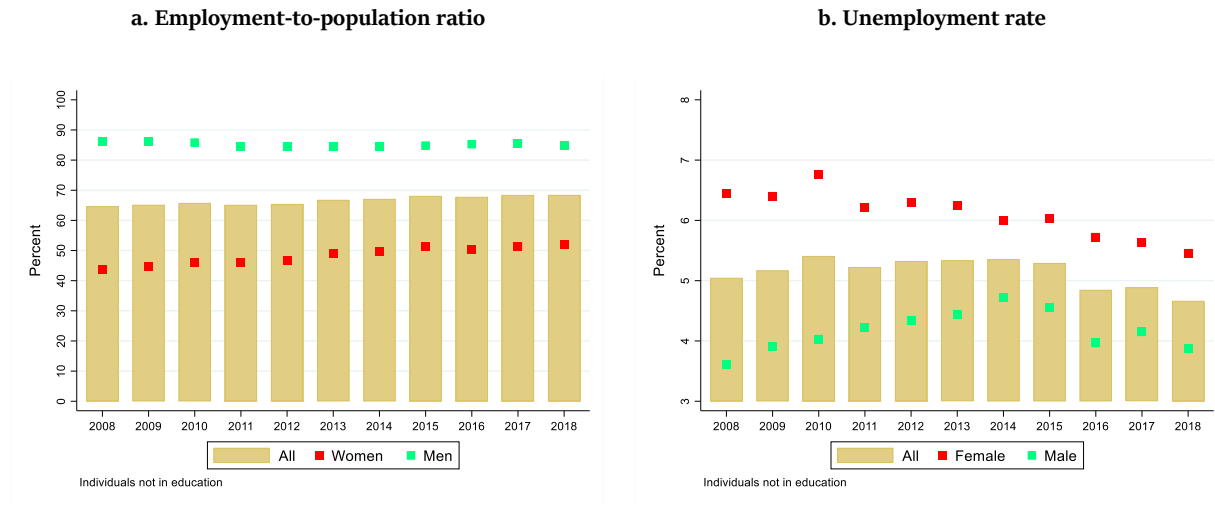 a. Employment-to-population ratio
Percent
100
90
80
70
60
50
40
30
20
10
0
2008 2009 2010 2011 2012 2013 2014 2015 2016 2017 2018
All Women Men
Individuals not in education
b. Unemployment rate
Percent
8
7
6
5
4
3
2008 2009 2010 2011 2012 2013 2014 2015 2016 2017 2018
All Female Male
Individuals not in education